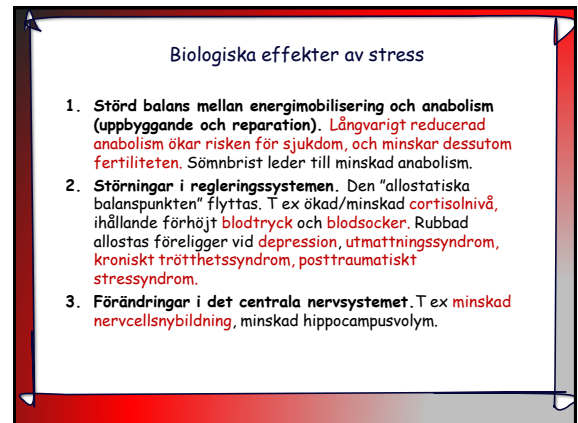 Biologiska effekter av stress
1. Störd balans mellan energimobilisering och anabolism
(uppbyggande och reparation). Långvarigt reducerad
anabolism ökar risken för sjukdom, och minskar dessutom
fertiliteten. Sömnbrist leder till minskad anabolism.
2. Störningar i regleringssystemen. Den "allostatiska
balanspunkten" flyttas. T ex ökad/minskad cortisolnivå,
ihållande förhöjt blodtryck och blodsocker. Rubbad
allostas föreligger vid depression, utmattningssyndrom,
kroniskt trötthetssyndrom, posttraumatiskt
stressyndrom.
3. Förändringar i det centrala nervsystemet.T ex minskad
nervcellsnybildning, minskad hippocampusvolym.